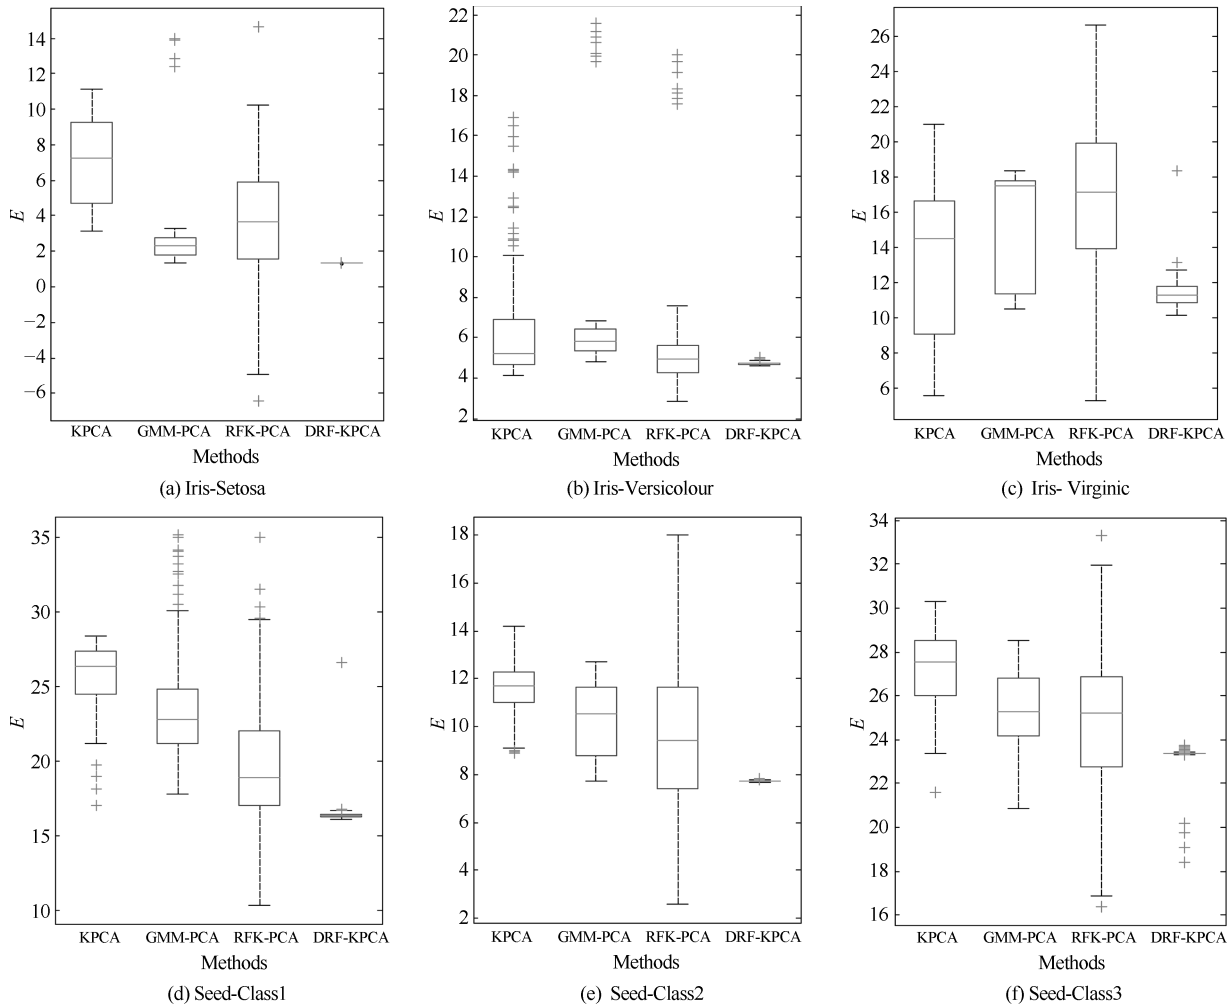 14
12
10
8
6
4
2
0
−2
−4
−6
E
KPCA GMM-PCA RFK-PCA DRF-KPCA
Methods
(a) Iris-Setosa
22
20
18
16
14
12
10
8
6
4
2
E
KPCA GMM-PCA RFK-PCA DRF-KPCA
Methods
(b) Iris-Versicolour
26
24
22
20
18
16
14
12
10
8
6
E
KPCA GMM-PCA RFK-PCA DRF-KPCA
Methods
(c) Iris- Virginic
35
30
25
20
15
10
E
KPCA GMM-PCA RFK-PCA DRF-KPCA
Methods
(d) Seed-Class1
18
16
14
12
10
8
6
4
2
E
KPCA GMM-PCA RFK-PCA DRF-KPCA
Methods
(e) Seed-Class2
34
32
30
28
26
24
22
20
18
16
E
KPCA GMM-PCA RFK-PCA DRF-KPCA
Methods
(f) Seed-Class3